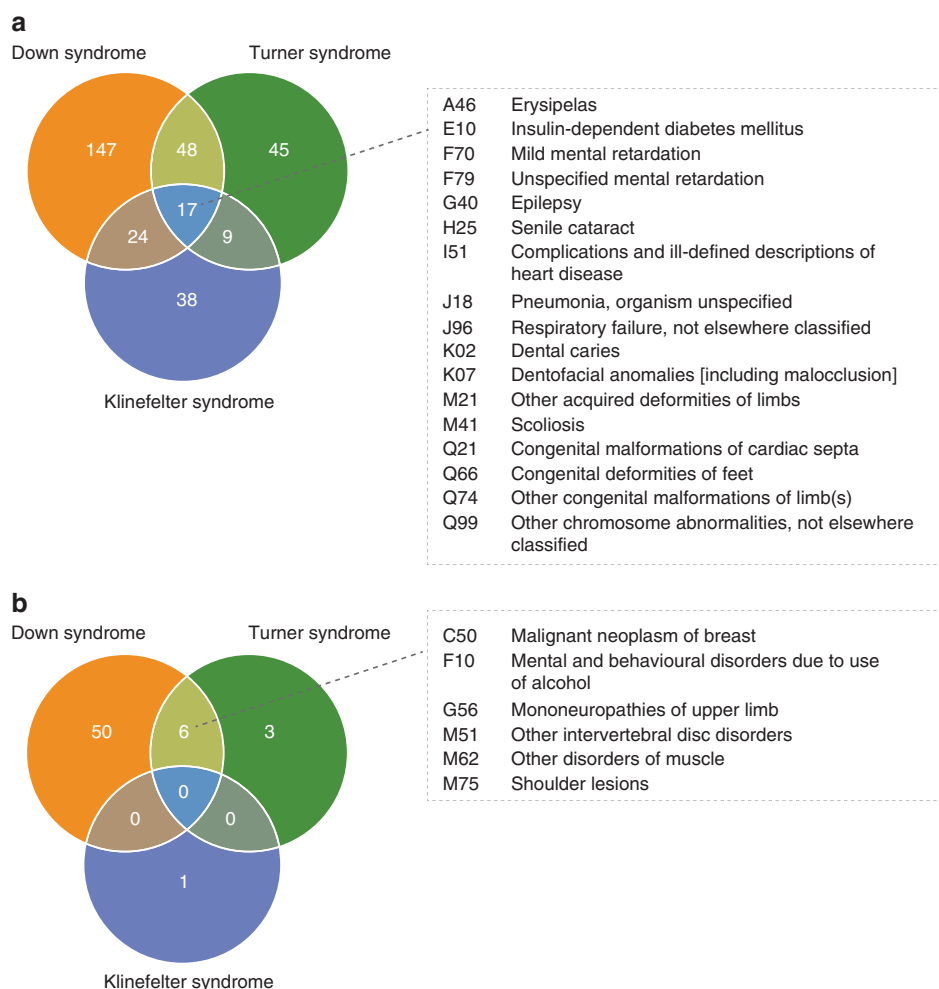 a
Down syndrome
Turner syndrome
147
48
45
17
24
9
38
Klinefelter syndrome
A46 Erysipelas
E10 Insulin-dependent diabetes mellitus
F70 Mild mental retardation
F79 Unspecified mental retardation
G40 Epilepsy
H25 Senile cataract
I51 Complications and ill-defined descriptions of
heart disease
J18 Pneumonia, organism unspecified
J96 Respiratory failure, not elsewhere classified
K02 Dental caries
K07 Dentofacial anomalies [including malocclusion]
M21 Other acquired deformities of limbs
M41 Scoliosis
Q21 Congenital malformations of cardiac septa
Q66 Congenital deformities of feet
Q74 Other congenital malformations of limb(s)
Q99 Other chromosome abnormalities, not elsewhere
classified
b
Down syndrome
Turner syndrome
50
6
3
0
0
0
1
Klinefelter syndrome
C50 Malignant neoplasm of breast
F10 Mental and behavioural disorders due to use
of alcohol
G56 Mononeuropathies of upper limb
M51 Other intervertebral disc disorders
M62 Other disorders of muscle
M75 Shoulder lesions